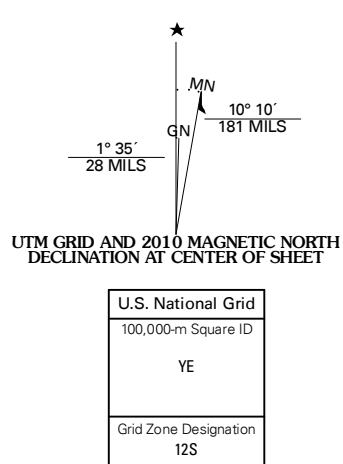 MN
10° 10´
181 MILS
GN
1° 35´
28 MILS
UTM GRID AND 2010 MAGNETIC NORTH
DECLINATION AT CENTER OF SHEET
U.S. National Grid
100,000-m Square ID
YE
Grid Zone Designation
12S